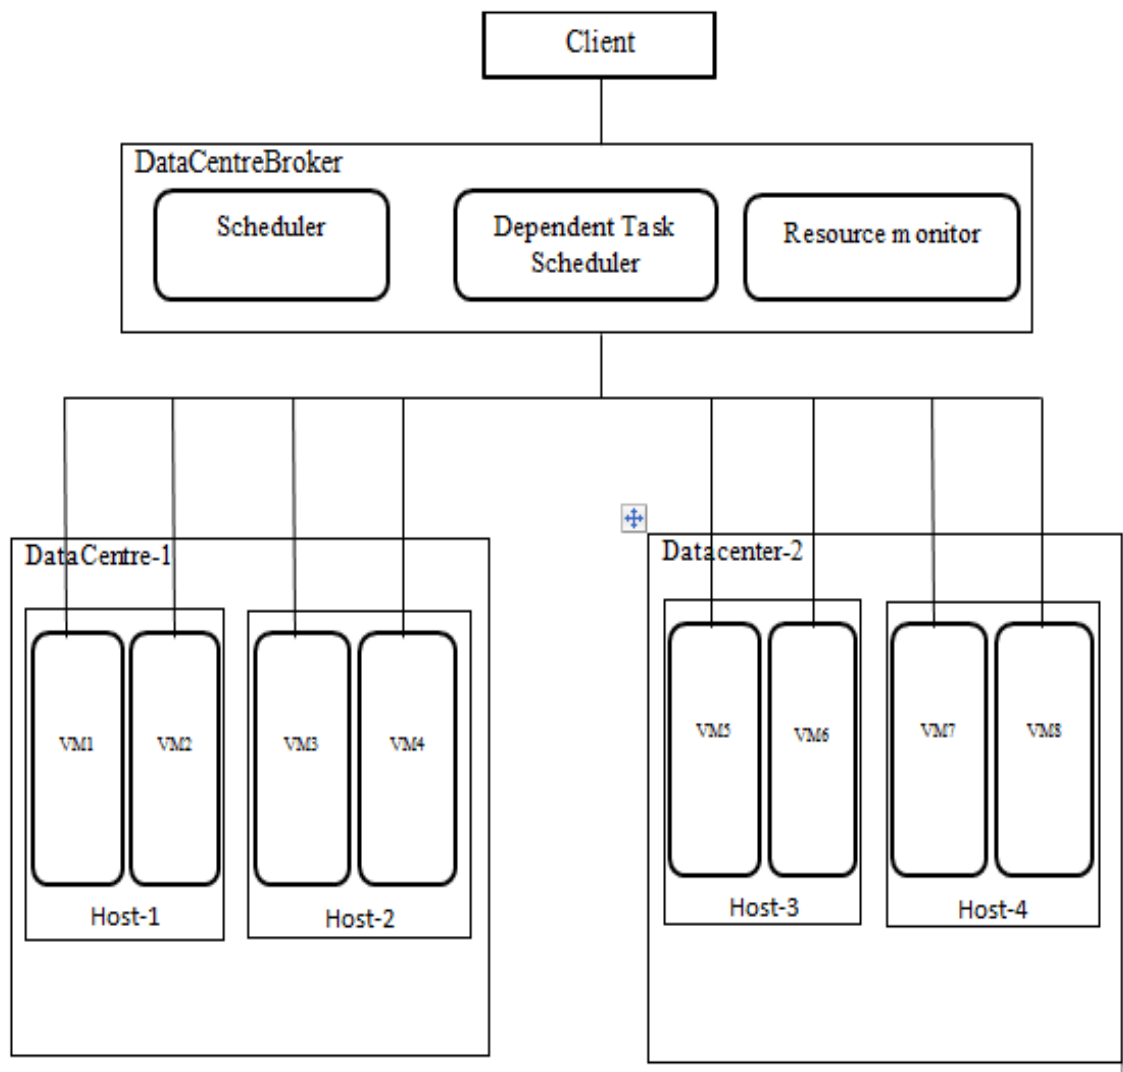 Client
DataCentreBroker
Scheduler
Dependent Task
Scheduler
Resource monitor
DataCentre-1
Datacenter-2
VM1
VM2
VM3
VM4
VM5
VM6
VM7
VM8
Host-1
Host-2
Host-3
Host-4